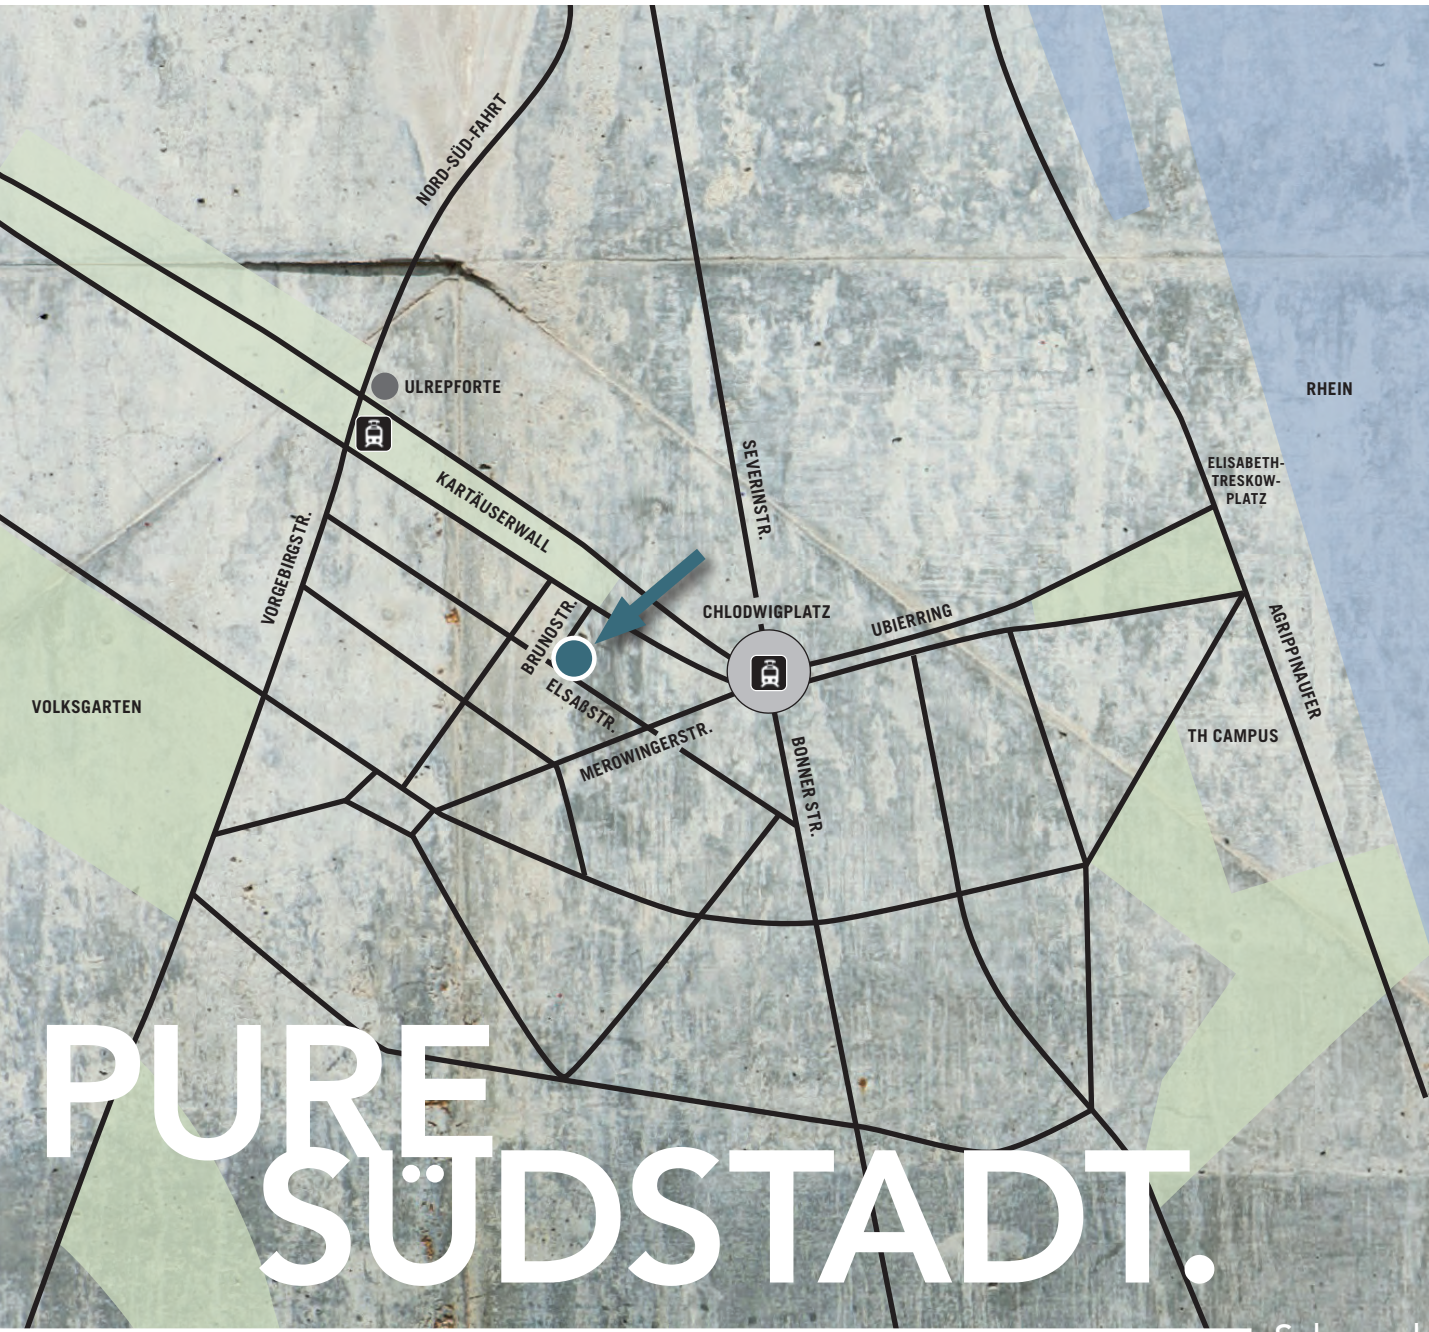 NORD-SÜD-FAHRT
ULREPFORTE
RHEIN
KARTÄUSERWALL
SEVERINSTR.
ELISABETH-
TRESKOW-
PLATZ
VORGEBIRGSTR.
BRUNOSTR.
CHLODWIGPLATZ
UBIERRING
AGRIPPINAUFER
VOLKSGARTEN
ELSAßSTR.
MEROWINGERSTR.
BONNER STR.
TH CAMPUS
PURE
SÜDSTADT.